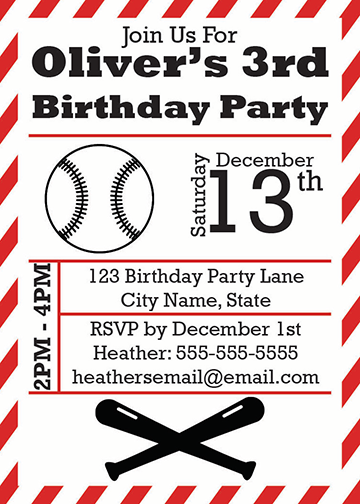 Join Us For
Oliver's 3rd
Birthday Party
Saturday
December
13th
2PM - 4PM
123 Birthday Party Lane
City Name, State
RSVP by December 1st
Heather: 555-555-5555
heathersemail@email.com